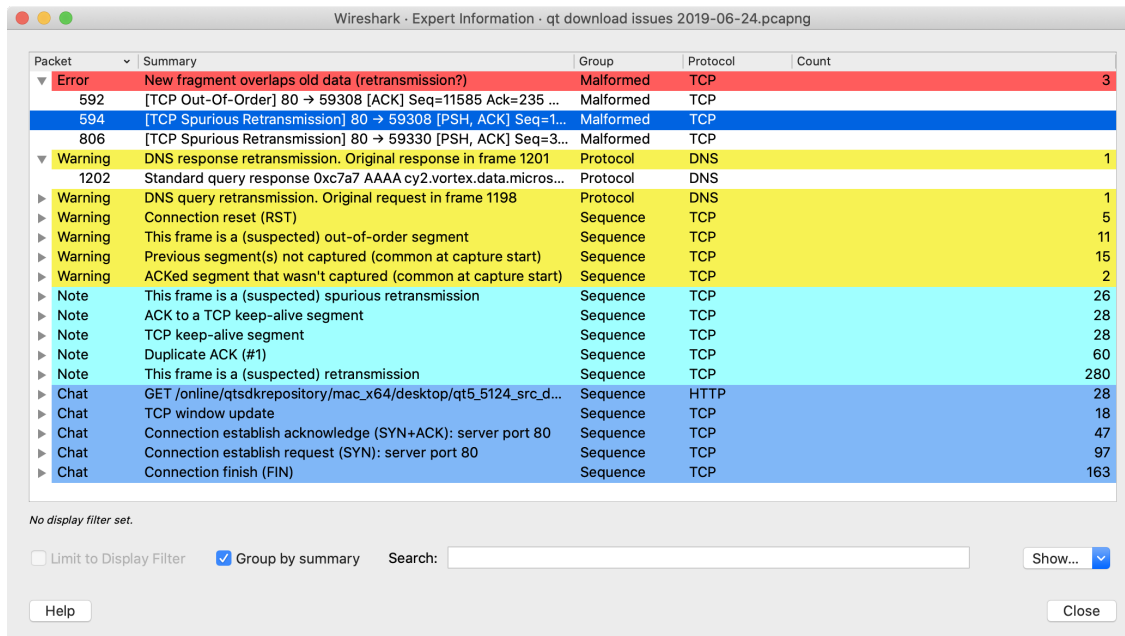 Wireshark · Expert Information · qt download issues 2019-06-24.pcapng
Packet Summary Group Protocol Count
Error New fragment overlaps old data (retransmission?) Malformed TCP 3
592 [TCP Out-Of-Order] 80 → 59308 [ACK] Seq=11585 Ack=235 ... Malformed TCP
594 [TCP Spurious Retransmission] 80 → 59308 [PSH, ACK] Seq=1... Malformed TCP
806 [TCP Spurious Retransmission] 80 → 59330 [PSH, ACK] Seq=3... Malformed TCP
Warning DNS response retransmission. Original response in frame 1201 Protocol DNS 1
1202 Standard query response 0xc7a7 AAAA cy2.vortex.data.micros... Protocol DNS
Warning DNS query retransmission. Original request in frame 1198 Protocol DNS 1
Warning Connection reset (RST) Sequence TCP 5
Warning This frame is a (suspected) out-of-order segment Sequence TCP 11
Warning Previous segment(s) not captured (common at capture start) Sequence TCP 15
Warning ACKed segment that wasn't captured (common at capture start) Sequence TCP 2
Note This frame is a (suspected) spurious retransmission Sequence TCP 26
Note ACK to a TCP keep-alive segment Sequence TCP 28
Note TCP keep-alive segment Sequence TCP 28
Note Duplicate ACK (#1) Sequence TCP 60
Note This frame is a (suspected) retransmission Sequence TCP 280
Chat GET /online/qtsdkrepository/mac_x64/desktop/qt5_5124_src_d... Sequence HTTP 28
Chat TCP window update Sequence TCP 18
Chat Connection establish acknowledge (SYN+ACK): server port 80 Sequence TCP 47
Chat Connection establish request (SYN): server port 80 Sequence TCP 97
Chat Connection finish (FIN) Sequence TCP 163
No display filter set.
Limit to Display Filter Group by summary Search: Show...
Help Close